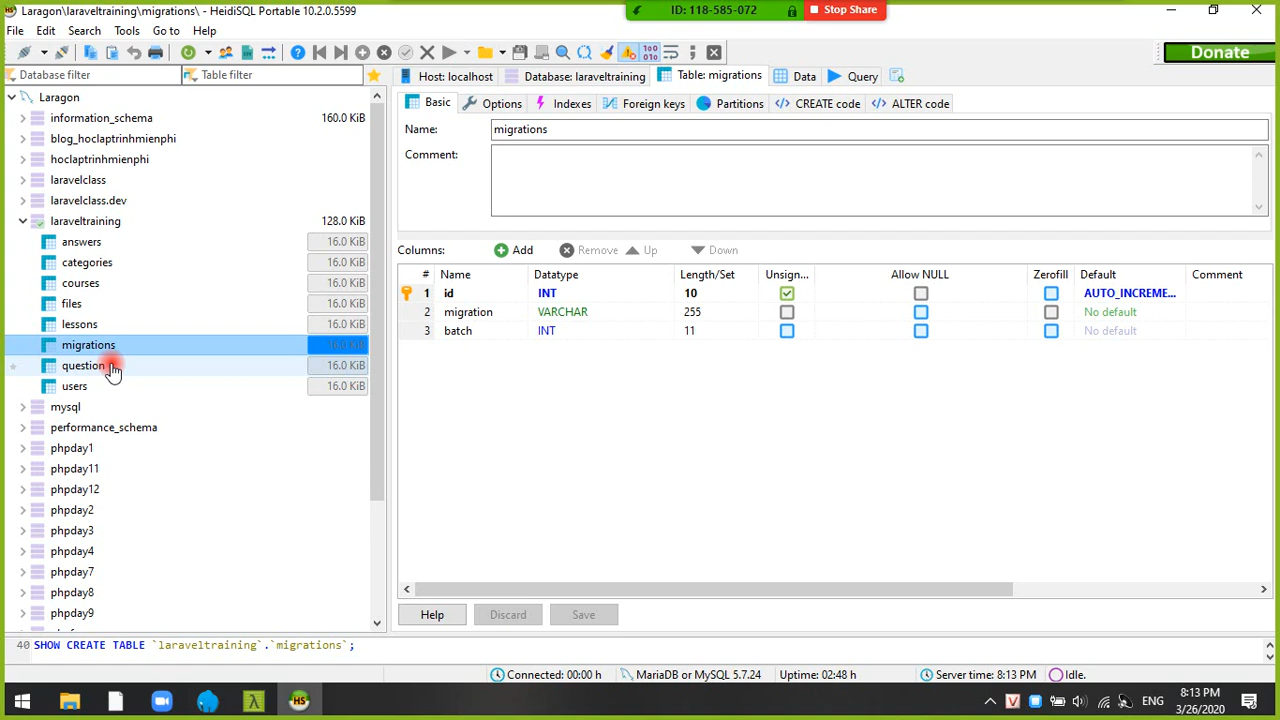 Laragon\laraveltraining\migrations\ - HeidiSQL Portable 10.2.0.5599
ID: 118-585-072
Stop Share
File Edit Search Tools Go to Help
Donate
Database filter
Table filter
Host: localhost
Database: laraveltraining
Table: migrations
Data
Query
Laragon
information_schema 160.0 KiB
blog_hoclaptrinhmienphi
hoclaptrinhmienphi
laravelclass
laravelclass.dev
laraveltraining 128.0 KiB
answers 16.0 KiB
categories 16.0 KiB
courses 16.0 KiB
files 16.0 KiB
lessons 16.0 KiB
migrations 16.0 KiB
question 16.0 KiB
users 16.0 KiB
mysql
performance_schema
phpday1
phpday11
phpday12
phpday2
phpday3
phpday4
phpday7
phpday8
phpday9
Basic Options Indexes Foreign keys Partitions CREATE code ALTER code
Name: migrations
Comment:
Columns: Add Remove Up Down
# Name Datatype Length/Set Unsign... Allow NULL Zerofill Default Comment
1 id INT 10 AUTO_INCREME...
2 migration VARCHAR 255 No default
3 batch INT 11 No default
Help Discard Save
40 SHOW CREATE TABLE `laraveltraining`.`migrations`;
Connected: 00:00 h
MariaDB or MySQL 5.7.24
Uptime: 02:48 h
Server time: 8:13 PM
Idle.
HS
ENG
8:13 PM
3/26/2020